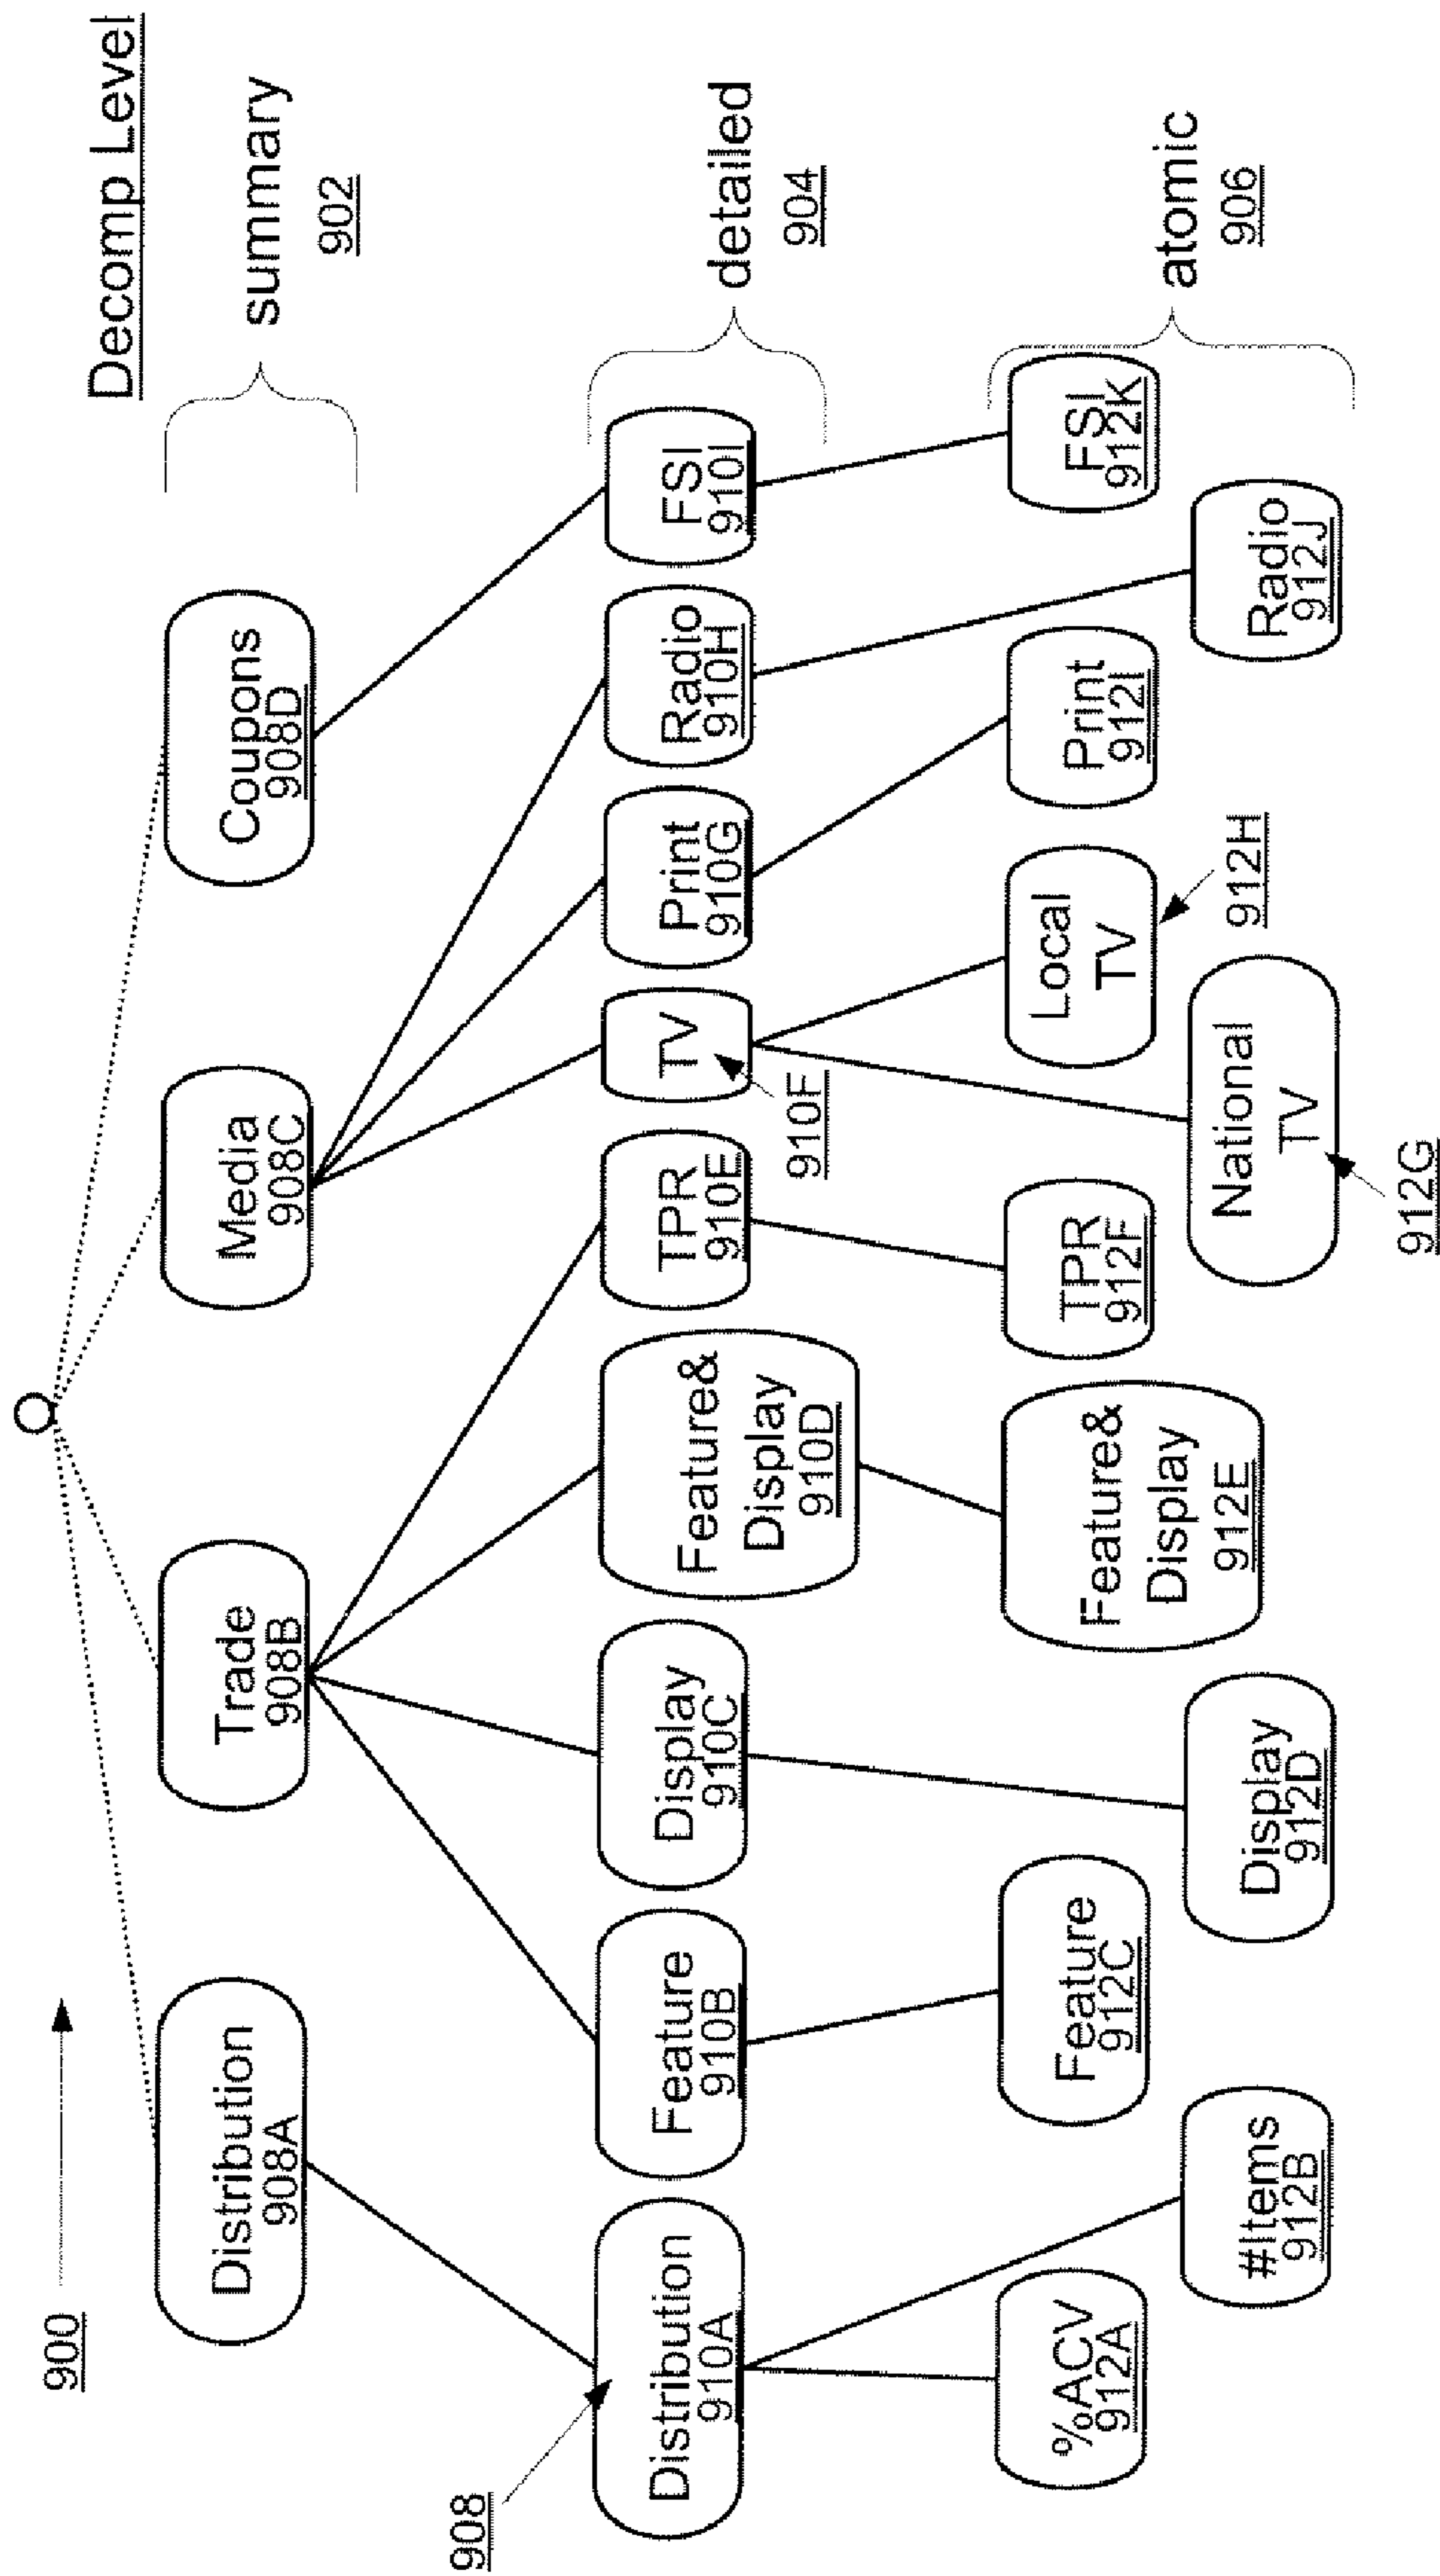 900
Decomp Level
Distribution
908A
Trade
908B
Media
908C
Coupons
908D
summary
902
908
Distribution
910A
Feature
910B
Display
910C
Feature&
Display
910D
TPR
910E
TV
910F
Print
910G
Radio
910H
FSI
910I
detailed
904
%ACV
912A
#Items
912B
Feature
912C
Display
912D
Feature&
Display
912E
TPR
912F
National
TV
912G
Local
TV
912H
Print
912I
Radio
912J
FSI
912K
atomic
906